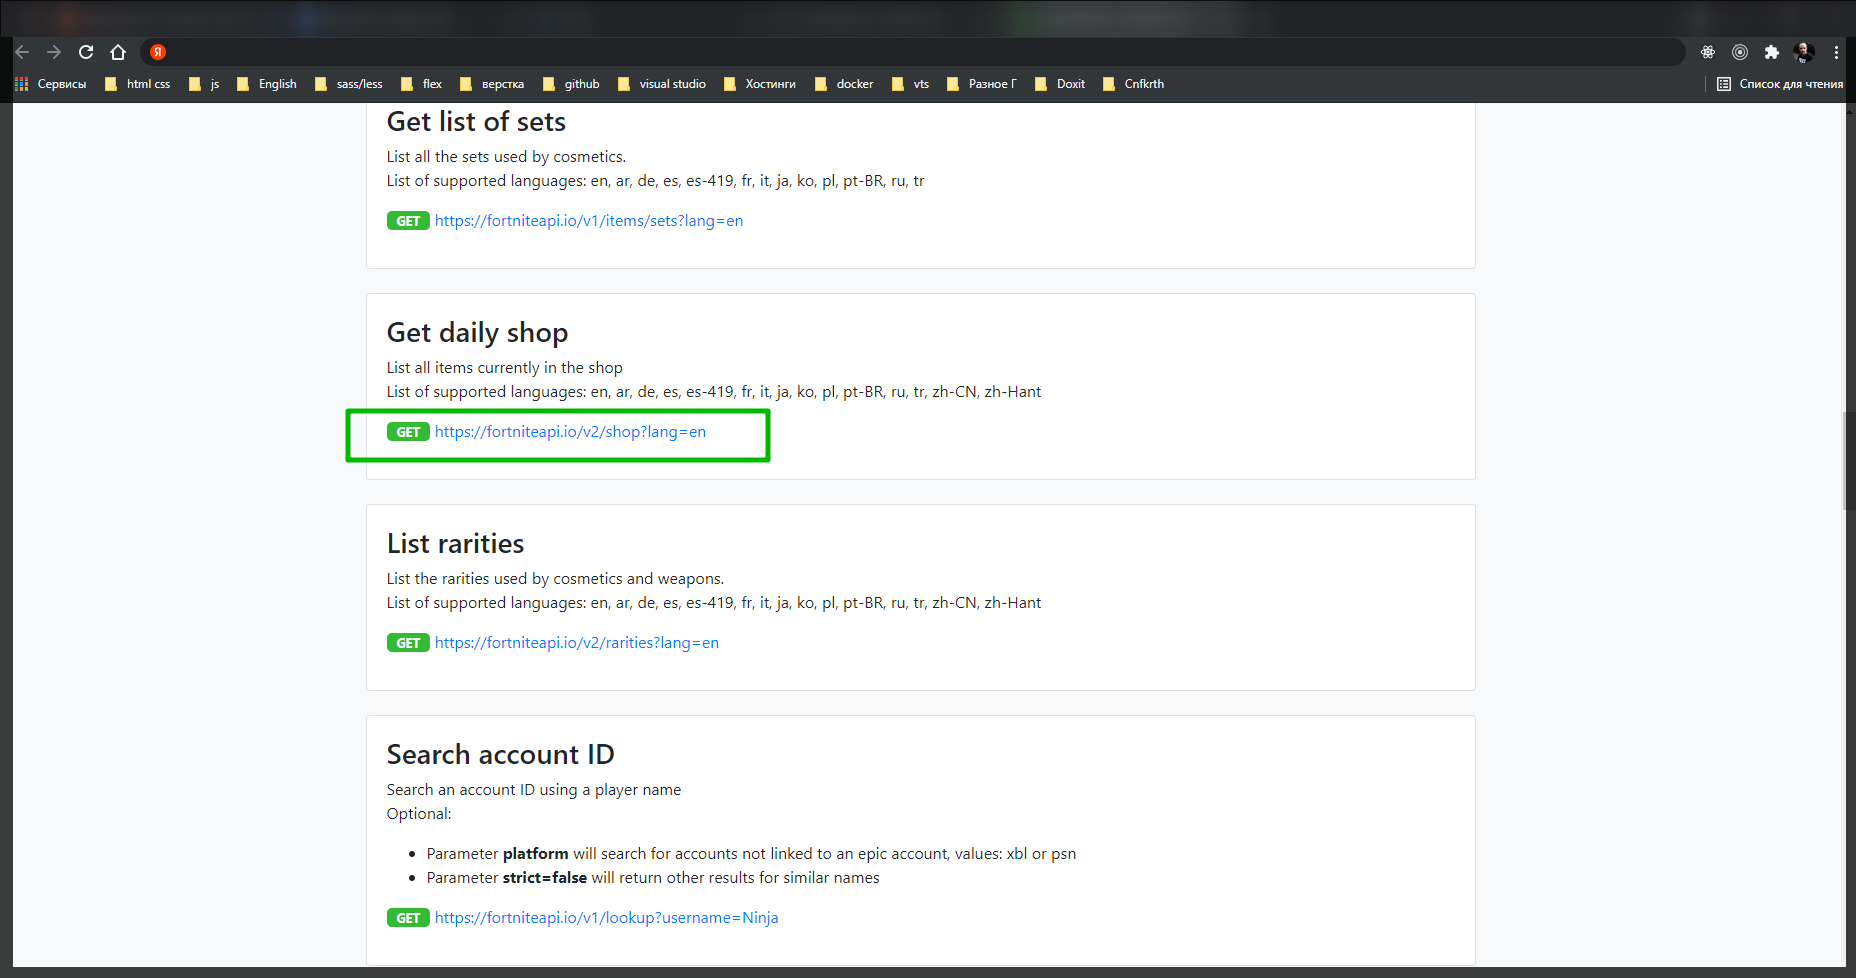 Я
Сервисы html css js English sass/less flex верстка github visual studio Хостинги docker vts Разное Г Doxit Cnfkrth Список для чтения
Get list of sets
List all the sets used by cosmetics.
List of supported languages: en, ar, de, es, es-419, fr, it, ja, ko, pl, pt-BR, ru, tr
GET https://fortniteapi.io/v1/items/sets?lang=en
Get daily shop
List all items currently in the shop
List of supported languages: en, ar, de, es, es-419, fr, it, ja, ko, pl, pt-BR, ru, tr, zh-CN, zh-Hant
GET https://fortniteapi.io/v2/shop?lang=en
List rarities
List the rarities used by cosmetics and weapons.
List of supported languages: en, ar, de, es, es-419, fr, it, ja, ko, pl, pt-BR, ru, tr, zh-CN, zh-Hant
GET https://fortniteapi.io/v2/rarities?lang=en
Search account ID
Search an account ID using a player name
Optional:
• Parameter platform will search for accounts not linked to an epic account, values: xbl or psn
• Parameter strict=false will return other results for similar names
GET https://fortniteapi.io/v1/lookup?username=Ninja